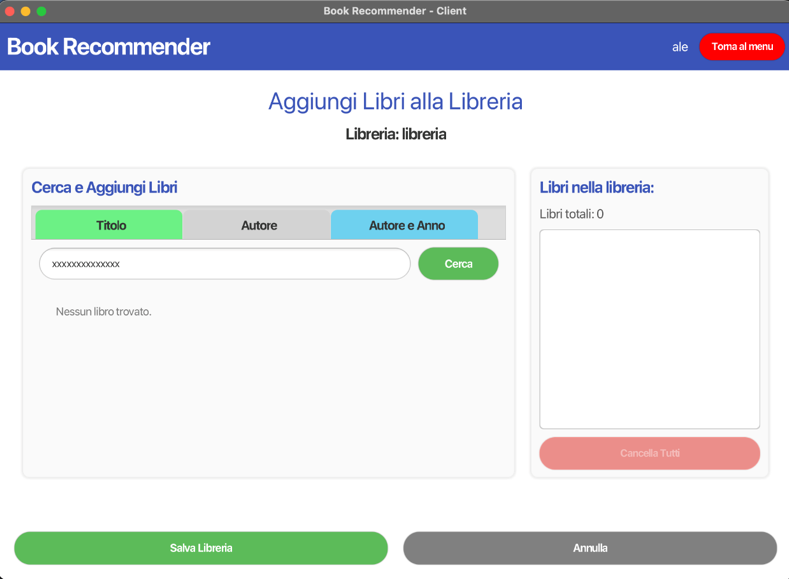 Book Recommender - Client
Book Recommender
ale
Torna al menu
Aggiungi Libri alla Libreria
Libreria: libreria
Cerca e Aggiungi Libri
Titolo
Autore
Autore e Anno
xxxxxxxxxxxxxx
Cerca
Nessun libro trovato.
Libri nella libreria:
Libri totali: 0
Cancella Tutti
Salva Libreria
Annulla